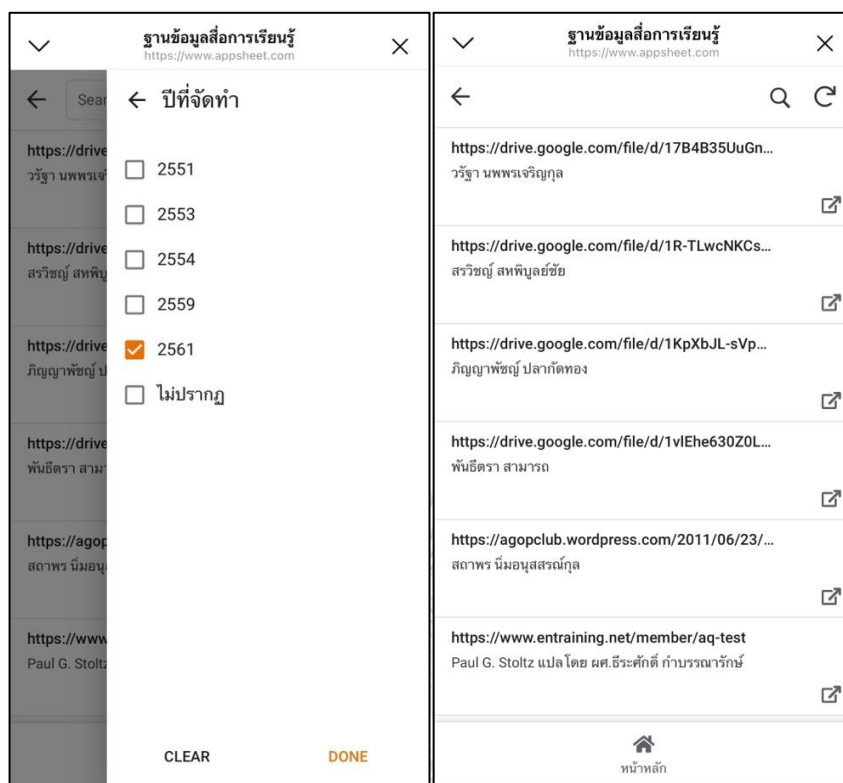 ฐานข้อมูลสื่อการเรียนรู้
https://www.appsheet.com
Sear
ปีที่จัดทำ
https://drive
วรัฐา นพพรเจ
2551
2553
https://drive
สรวิชญ์ สหพิบู
2554
2559
https://drive
ภิญญาพัชญ์ ป
2561
ไม่ปรากฏ
https://drive
พันธีตรา สามา
https://agop
สถาพร นิ่มอนุ
https://www
Paul G. Stoltz
CLEAR
DONE
ฐานข้อมูลสื่อการเรียนรู้
https://www.appsheet.com
https://drive.google.com/file/d/17B4B35UuGn...
วรัฐา นพพรเจริญกุล
https://drive.google.com/file/d/1R-TLwcNKCs...
สรวิชญ์ สหพิบูลย์ชัย
https://drive.google.com/file/d/1KpXbJL-sVp...
ภิญญาพัชญ์ ปลากัดทอง
https://drive.google.com/file/d/1vlEhe630Z0L...
พันธีตรา สามารถ
https://agopclub.wordpress.com/2011/06/23/...
สถาพร นิ่มอนุสสรณ์กุล
https://www.entraining.net/member/aq-test
Paul G. Stoltz แปลโดย ผศ.ธีระศักดิ์ กำบรรณารักษ์
หน้าหลัก